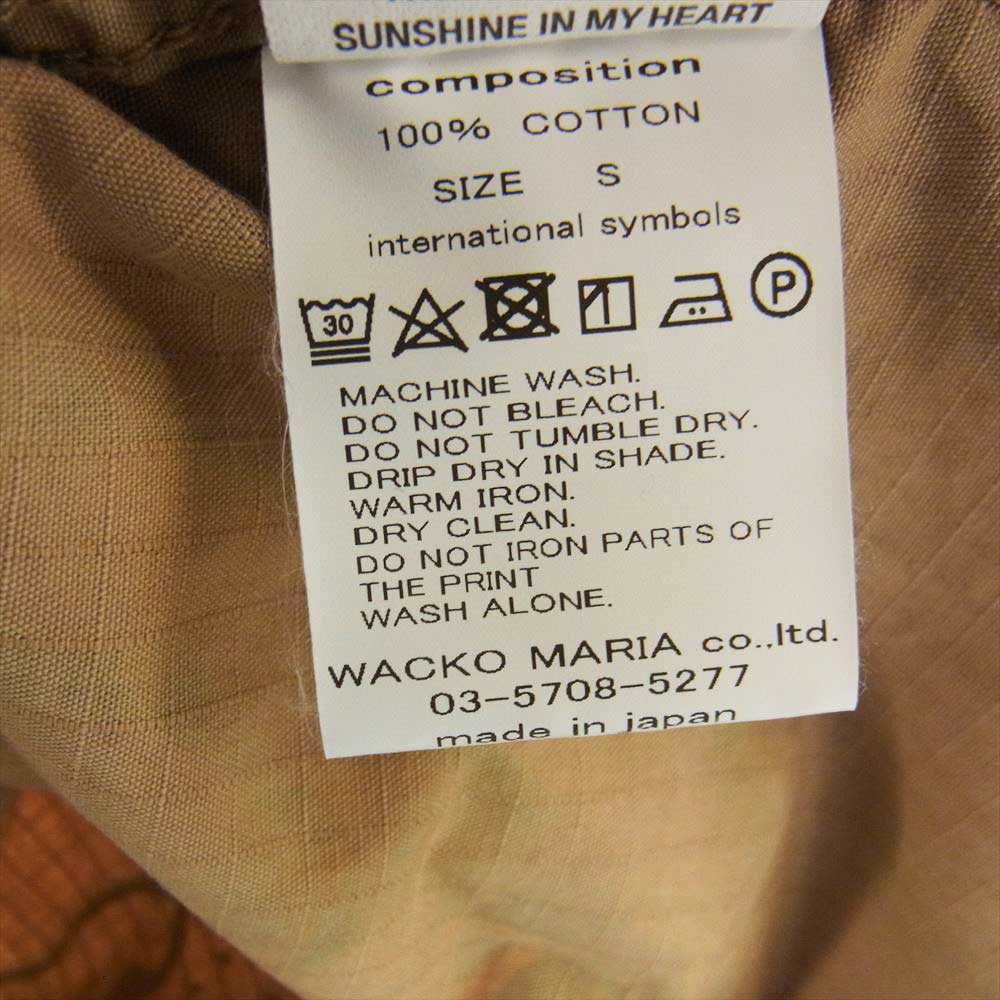 SUNSHINE IN MY HEART
composition
100% COTTON
SIZE S
international symbols
30 P
MACHINE WASH.
DO NOT BLEACH.
DO NOT TUMBLE DRY.
DRIP DRY IN SHADE.
WARM IRON.
DRY CLEAN.
DO NOT IRON PARTS OF
THE PRINT
WASH ALONE.
WACKO MARIA co.,ltd.
03-5708-5277
made in japan